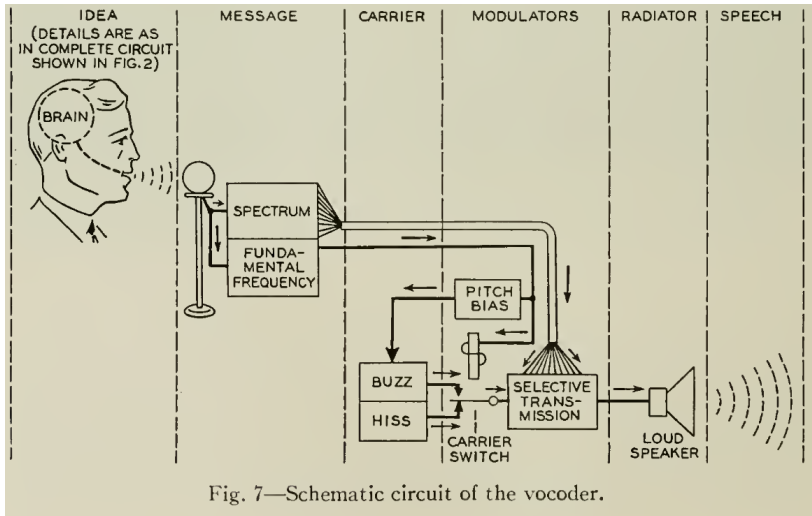 IDEA
(DETAILS ARE AS
IN COMPLETE CIRCUIT
SHOWN IN FIG. 2)
MESSAGE
CARRIER
MODULATORS
RADIATOR
SPEECH
BRAIN
SPECTRUM
FUNDA-
MENTAL
FREQUENCY
PITCH
BIAS
BUZZ
HISS
CARRIER
SWITCH
SELECTIVE
TRANS-
MISSION
LOUD
SPEAKER
Fig. 7—Schematic circuit of the vocoder.